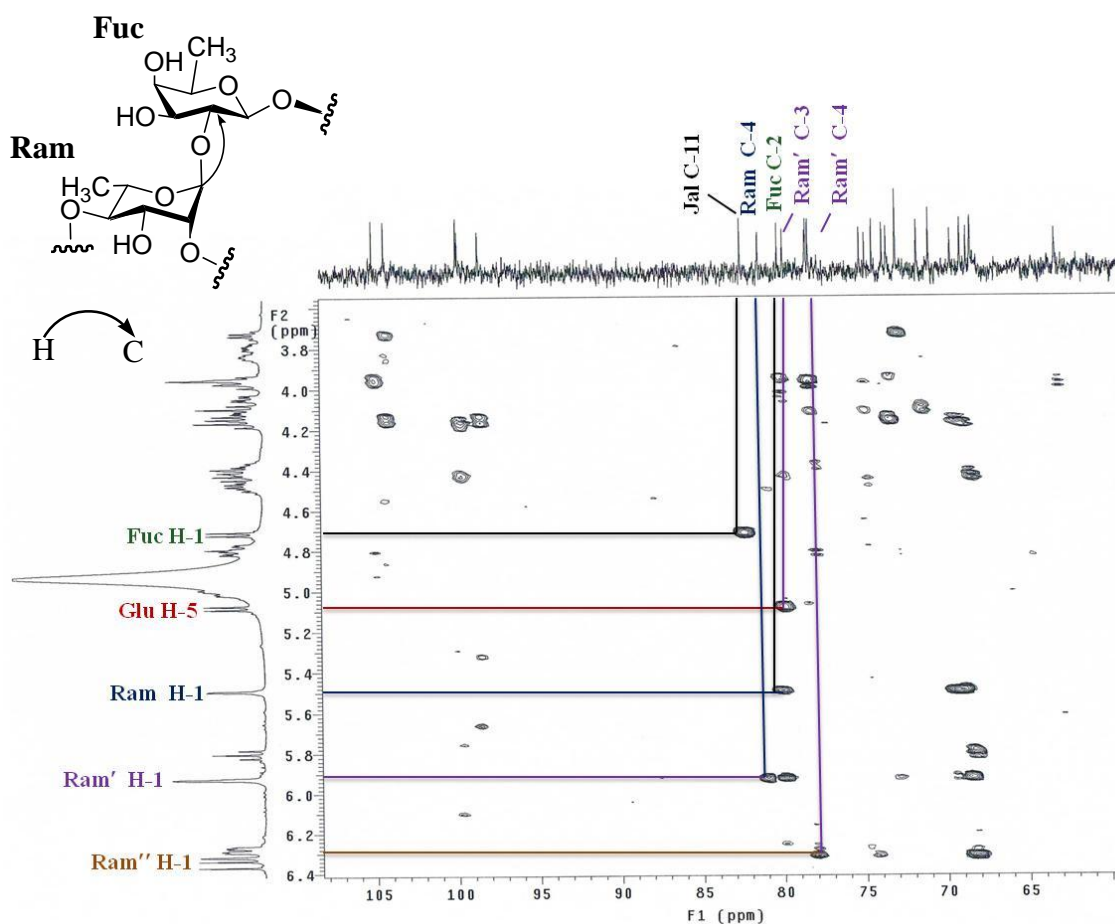 Fuc
OH
CH3
O
O
HO
O
Ram
H3C
O
O
HO
O
H
C
Jal C-11
Ram C-4
Fuc C-2
Ram′ C-3
Ram′ C-4
F2
(ppm)
3.8
4.0
4.2
4.4
4.6
4.8
5.0
5.2
5.4
5.6
5.8
6.0
6.2
6.4
Fuc H-1
Glu H-5
Ram H-1
Ram′ H-1
Ram′′ H-1
105 100 95 90 85 80 75 70 65
F1 (ppm)